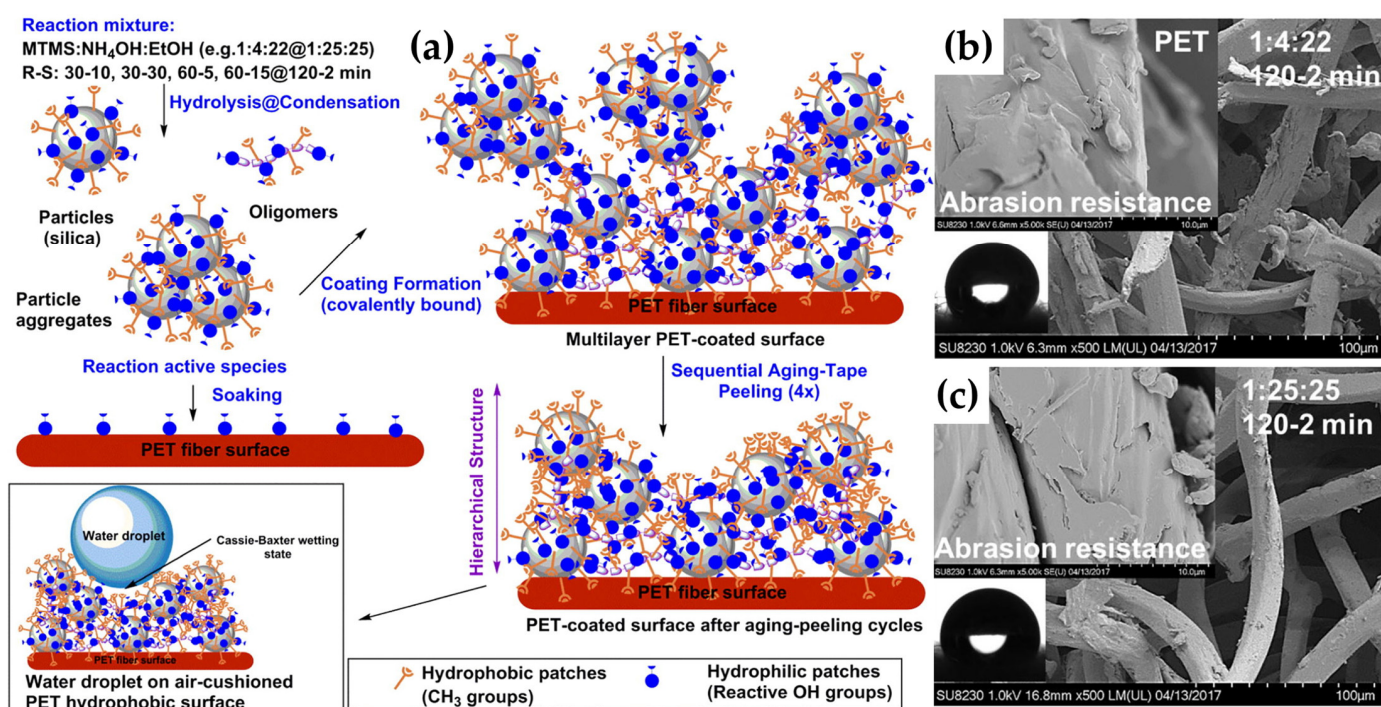 Reaction mixture:
MTMS:NH₄OH:EtOH (e.g.1:4:22@1:25:25)
R-S: 30-10, 30-30, 60-5, 60-15@120-2 min
Hydrolysis@Condensation
Particles
(silica)
Oligomers
Particle
aggregates
Reaction active species
Soaking
PET fiber surface
(a)
Coating Formation
(covalently bound)
PET fiber surface
Multilayer PET-coated surface
Sequential Aging-Tape
Peeling (4x)
Hierarchical Structure
PET fiber surface
PET-coated surface after aging-peeling cycles
Water droplet
Cassie-Baxter wetting
state
PET fiber surface
Water droplet on air-cushioned
PET hydrophobic surface
Hydrophobic patches
(CH₃ groups)
Hydrophilic patches
(Reactive OH groups)
(b)
PET
1:4:22
120-2 min
Abrasion resistance
SU8230 1.0kV 6.6mm x5.00k SE(U) 04/13/2017 10.0µm
SU8230 1.0kV 6.3mm x500 LM(UL) 04/13/2017 100µm
(c)
1:25:25
120-2 min
Abrasion resistance
SU8230 1.0kV 6.3mm x5.00k SE(U) 04/13/2017 10.0µm
SU8230 1.0kV 16.8mm x500 LM(UL) 04/13/2017 100µm